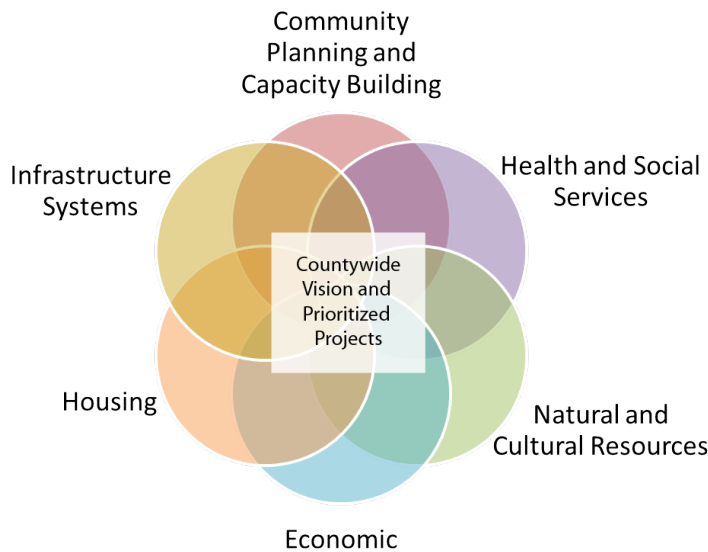 Community
Planning and
Capacity Building
Infrastructure
Systems
Health and Social
Services
Countywide
Vision and
Prioritized
Projects
Housing
Natural and
Cultural Resources
Economic